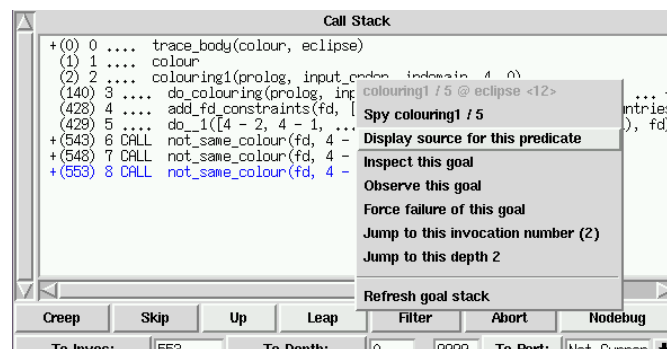 Call Stack
+(0) 0 .... trace_body(colour, eclipse)
(1) 1 .... colour
(2) 2 .... colouring1(prolog, input_order, indomain, 4, 0)
(140) 3 .... do_colouring(prolog, inp ... -
(428) 4 .... add_fd_constraints(fd, [ untries
(429) 5 .... do__1([4 - 2, 4 - 1, ... ), fd)
+(543) 6 CALL not_same_colour(fd, 4 -
+(548) 7 CALL not_same_colour(fd, 4 -
+(553) 8 CALL not_same_colour(fd, 4 -
colouring1 / 5 @ eclipse <12>
Spy colouring1 / 5
Display source for this predicate
Inspect this goal
Observe this goal
Force failure of this goal
Jump to this invocation number (2)
Jump to this depth 2
Refresh goal stack
Creep Skip Up Leap Filter Abort Nodebug
To Invoc: 553 To Depth: 0 9999 To Port: Not Current